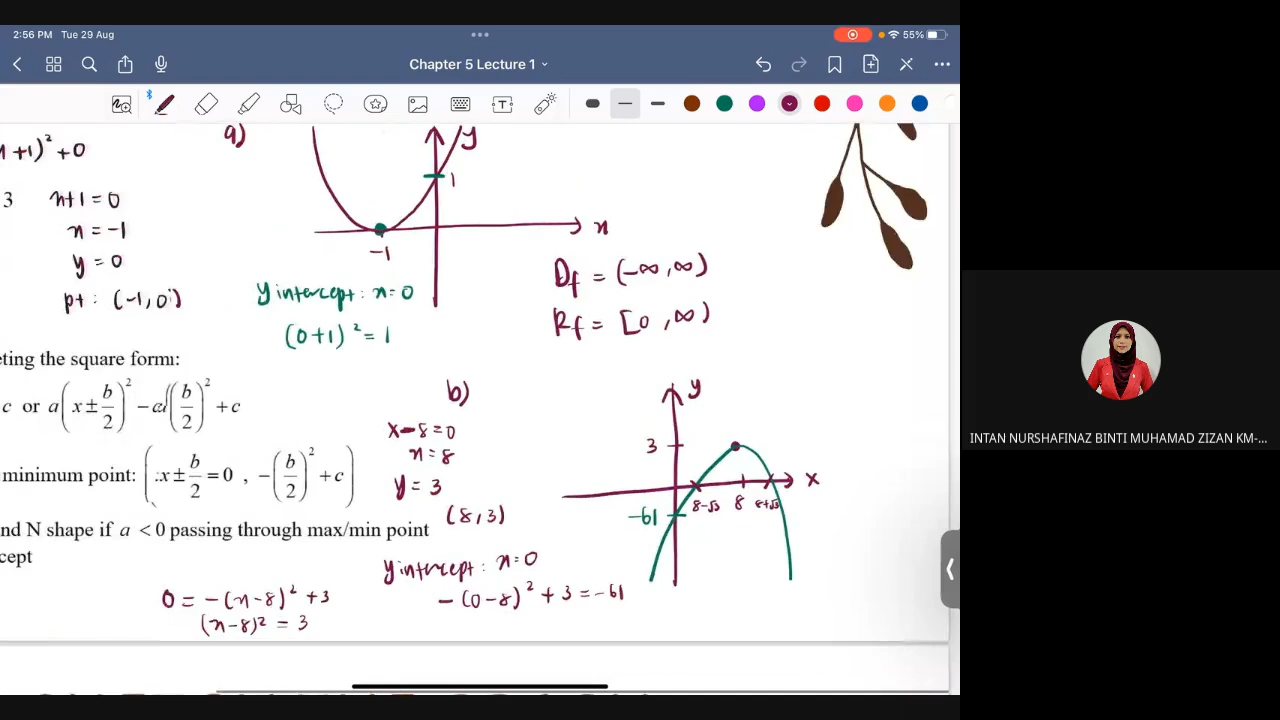 2:56 PM Tue 29 Aug
55%
Chapter 5 Lecture 1
a)
x+1)² + 0
y
1
3 x+1 = 0
x = -1
y = 0
pt : (-1, 0)
x
-1
y intercept : x = 0
(0+1)² = 1
Df = (-∞, ∞)
Rf = [0, ∞)
eting the square form:
c or a(x ± b/2)² - a(b/2)² + c
b)
x - 8 = 0
x = 8
y = 3
(8, 3)
y
3
x
8-√3 8 8+√3
-61
minimum point: (∴x ± b/2 = 0 , -(b/2)² + c)
nd N shape if a < 0 passing through max/min point
cept
y intercept : x = 0
-(0-8)² + 3 = -61
0 = -(x-8)² + 3
(x-8)² = 3
INTAN NURSHAFINAZ BINTI MUHAMAD ZIZAN KM-...